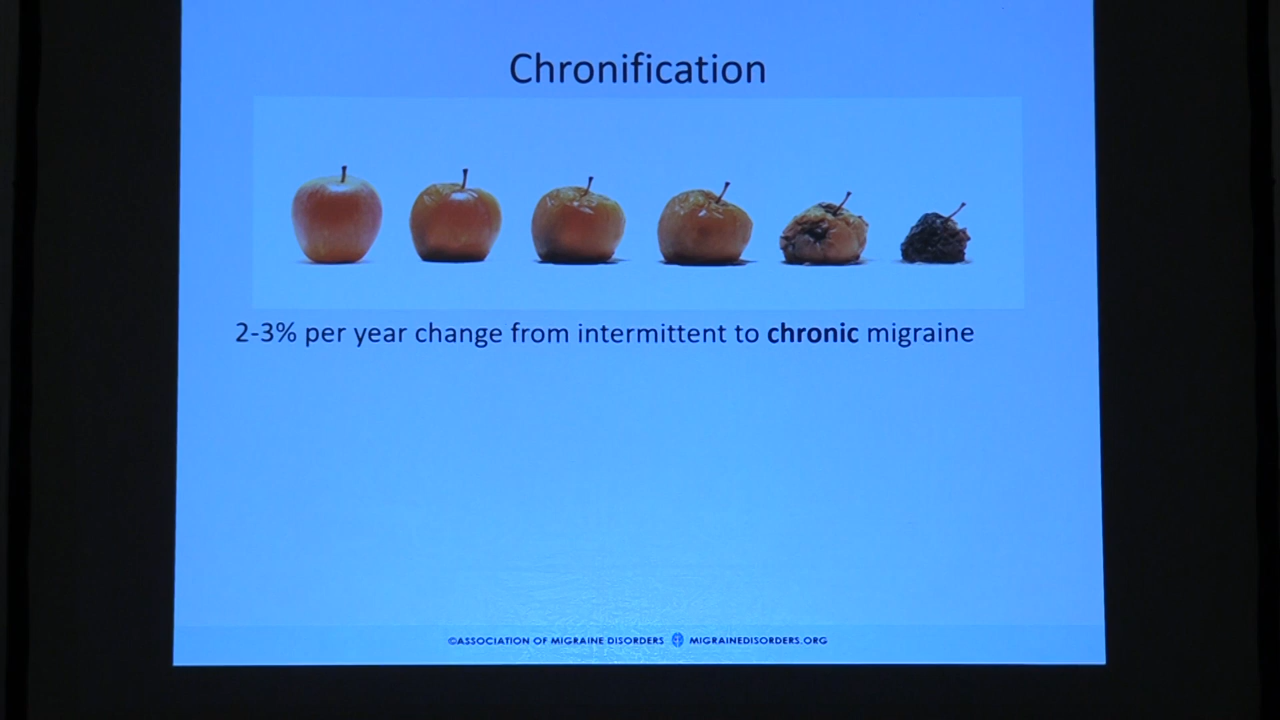 Chronification
2-3% per year change from intermittent to chronic migraine
©ASSOCIATION OF MIGRAINE DISORDERS MIGRAINEDISORDERS.ORG